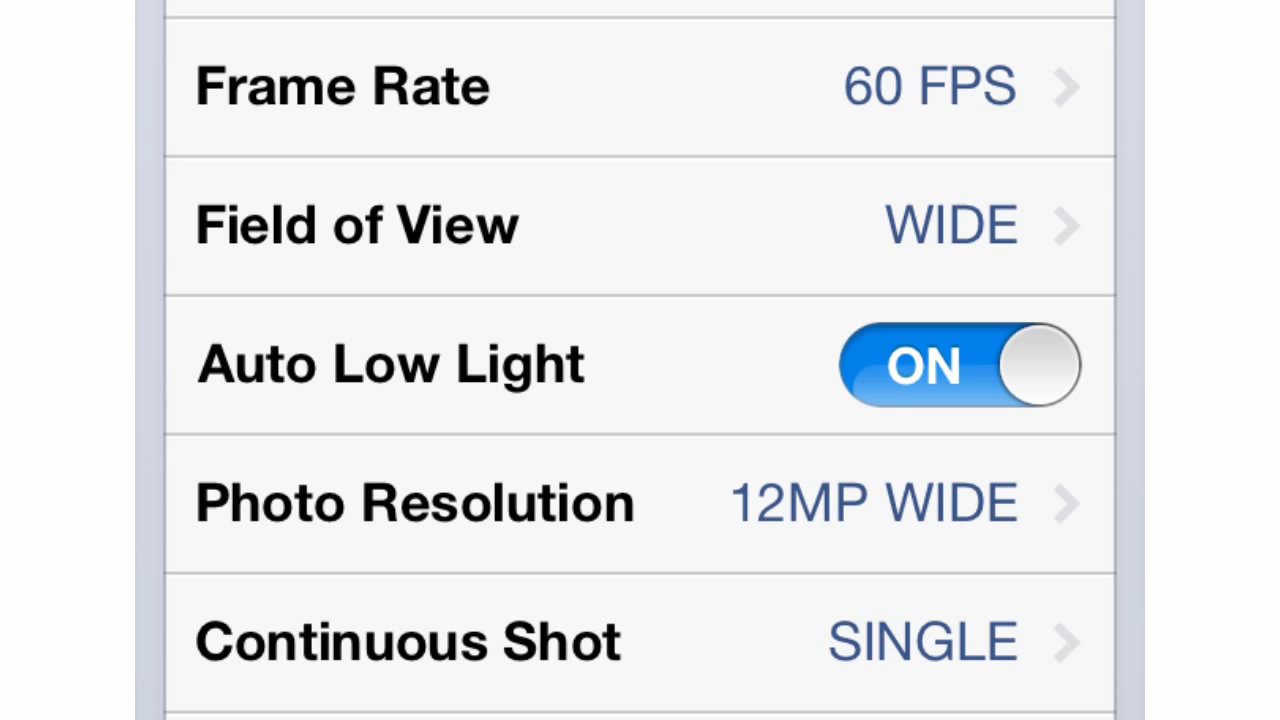 Frame Rate 60 FPS
Field of View WIDE
Auto Low Light ON
Photo Resolution 12MP WIDE
Continuous Shot SINGLE